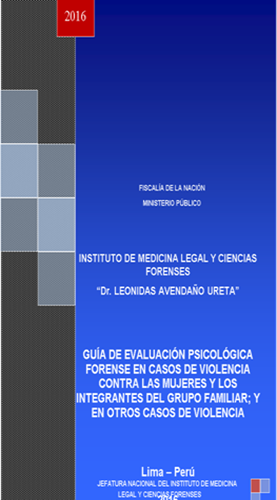 2016
FISCALÍA DE LA NACIÓN
MINISTERIO PÚBLICO
INSTITUTO DE MEDICINA LEGAL Y CIENCIAS
FORENSES
“Dr. LEONIDAS AVENDAÑO URETA”
GUÍA DE EVALUACIÓN PSICOLÓGICA
FORENSE EN CASOS DE VIOLENCIA
CONTRA LAS MUJERES Y LOS
INTEGRANTES DEL GRUPO FAMILIAR; Y
EN OTROS CASOS DE VIOLENCIA
Lima – Perú
JEFATURA NACIONAL DEL INSTITUTO DE MEDICINA
LEGAL Y CIENCIAS FORENSES
2016